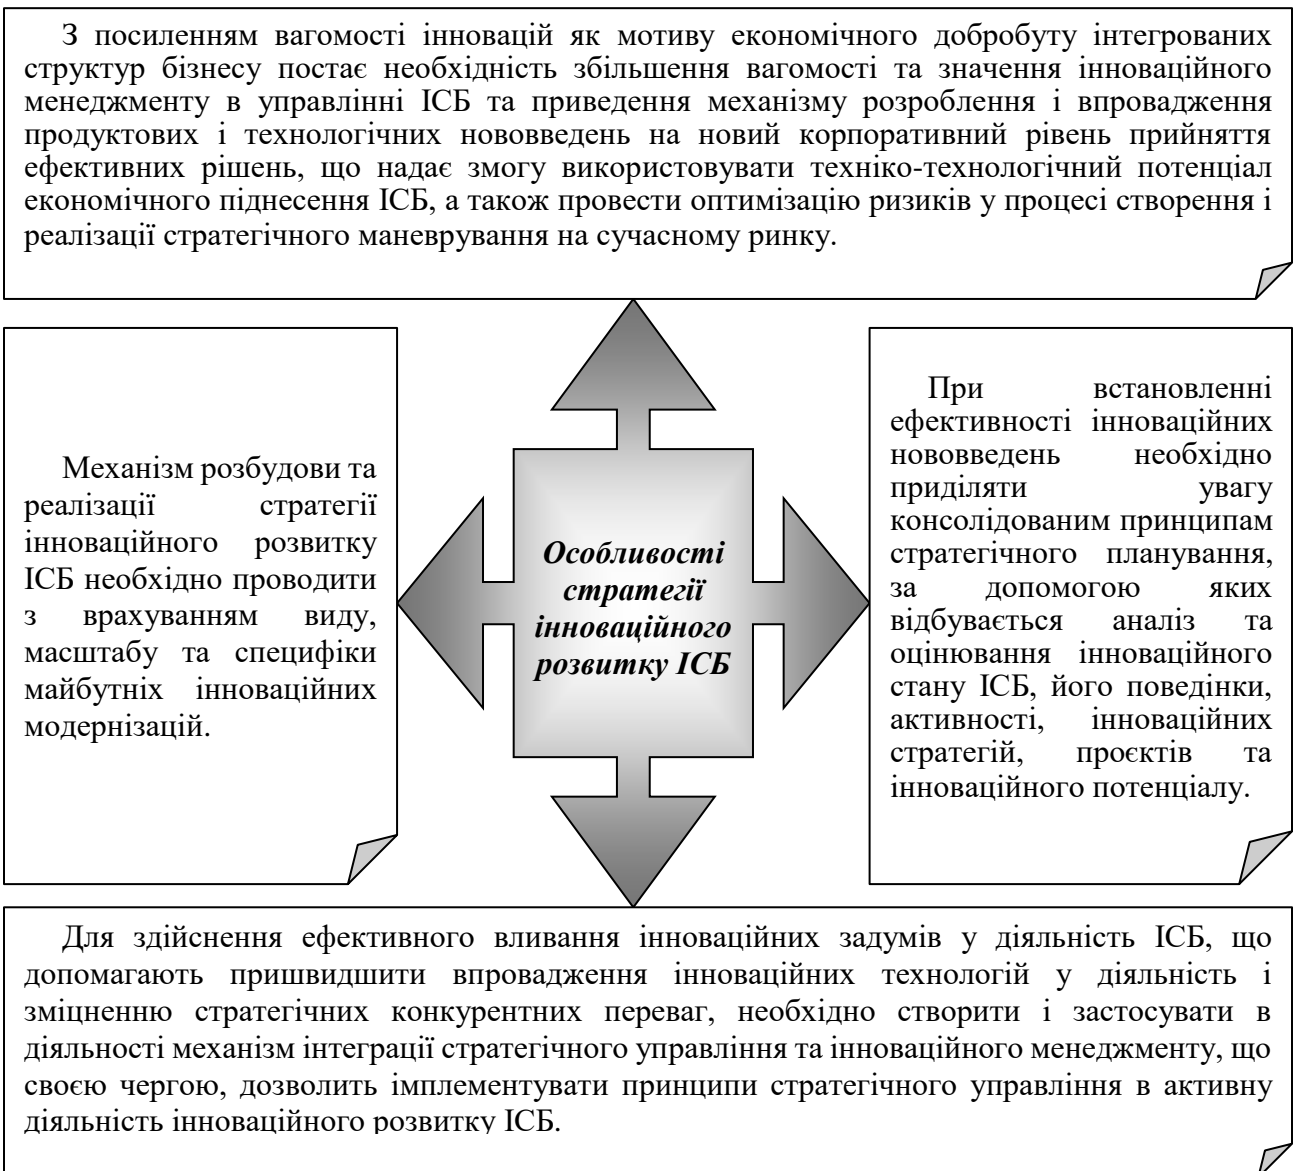 З посиленням вагомості інновацій як мотиву економічного добробуту інтегрованих
структур бізнесу постає необхідність збільшення вагомості та значення інноваційного
менеджменту в управлінні ІСБ та приведення механізму розроблення і впровадження
продуктових і технологічних нововведень на новий корпоративний рівень прийняття
ефективних рішень, що надає змогу використовувати техніко-технологічний потенціал
економічного піднесення ІСБ, а також провести оптимізацію ризиків у процесі створення і
реалізації стратегічного маневрування на сучасному ринку.
Механізм розбудови та
реалізації стратегії
інноваційного розвитку
ІСБ необхідно проводити
з врахуванням виду,
масштабу та специфіки
майбутніх інноваційних
модернізацій.
Особливості
стратегії
інноваційного
розвитку ІСБ
При встановленні
ефективності інноваційних
нововведень необхідно
приділяти увагу
консолідованим принципам
стратегічного планування,
за допомогою яких
відбувається аналіз та
оцінювання інноваційного
стану ІСБ, його поведінки,
активності, інноваційних
стратегій, проєктів та
інноваційного потенціалу.
Для здійснення ефективного вливання інноваційних задумів у діяльність ІСБ, що
допомагають пришвидшити впровадження інноваційних технологій у діяльність і
зміцненню стратегічних конкурентних переваг, необхідно створити і застосувати в
діяльності механізм інтеграції стратегічного управління та інноваційного менеджменту, що
своєю чергою, дозволить імплементувати принципи стратегічного управління в активну
діяльність інноваційного розвитку ІСБ.